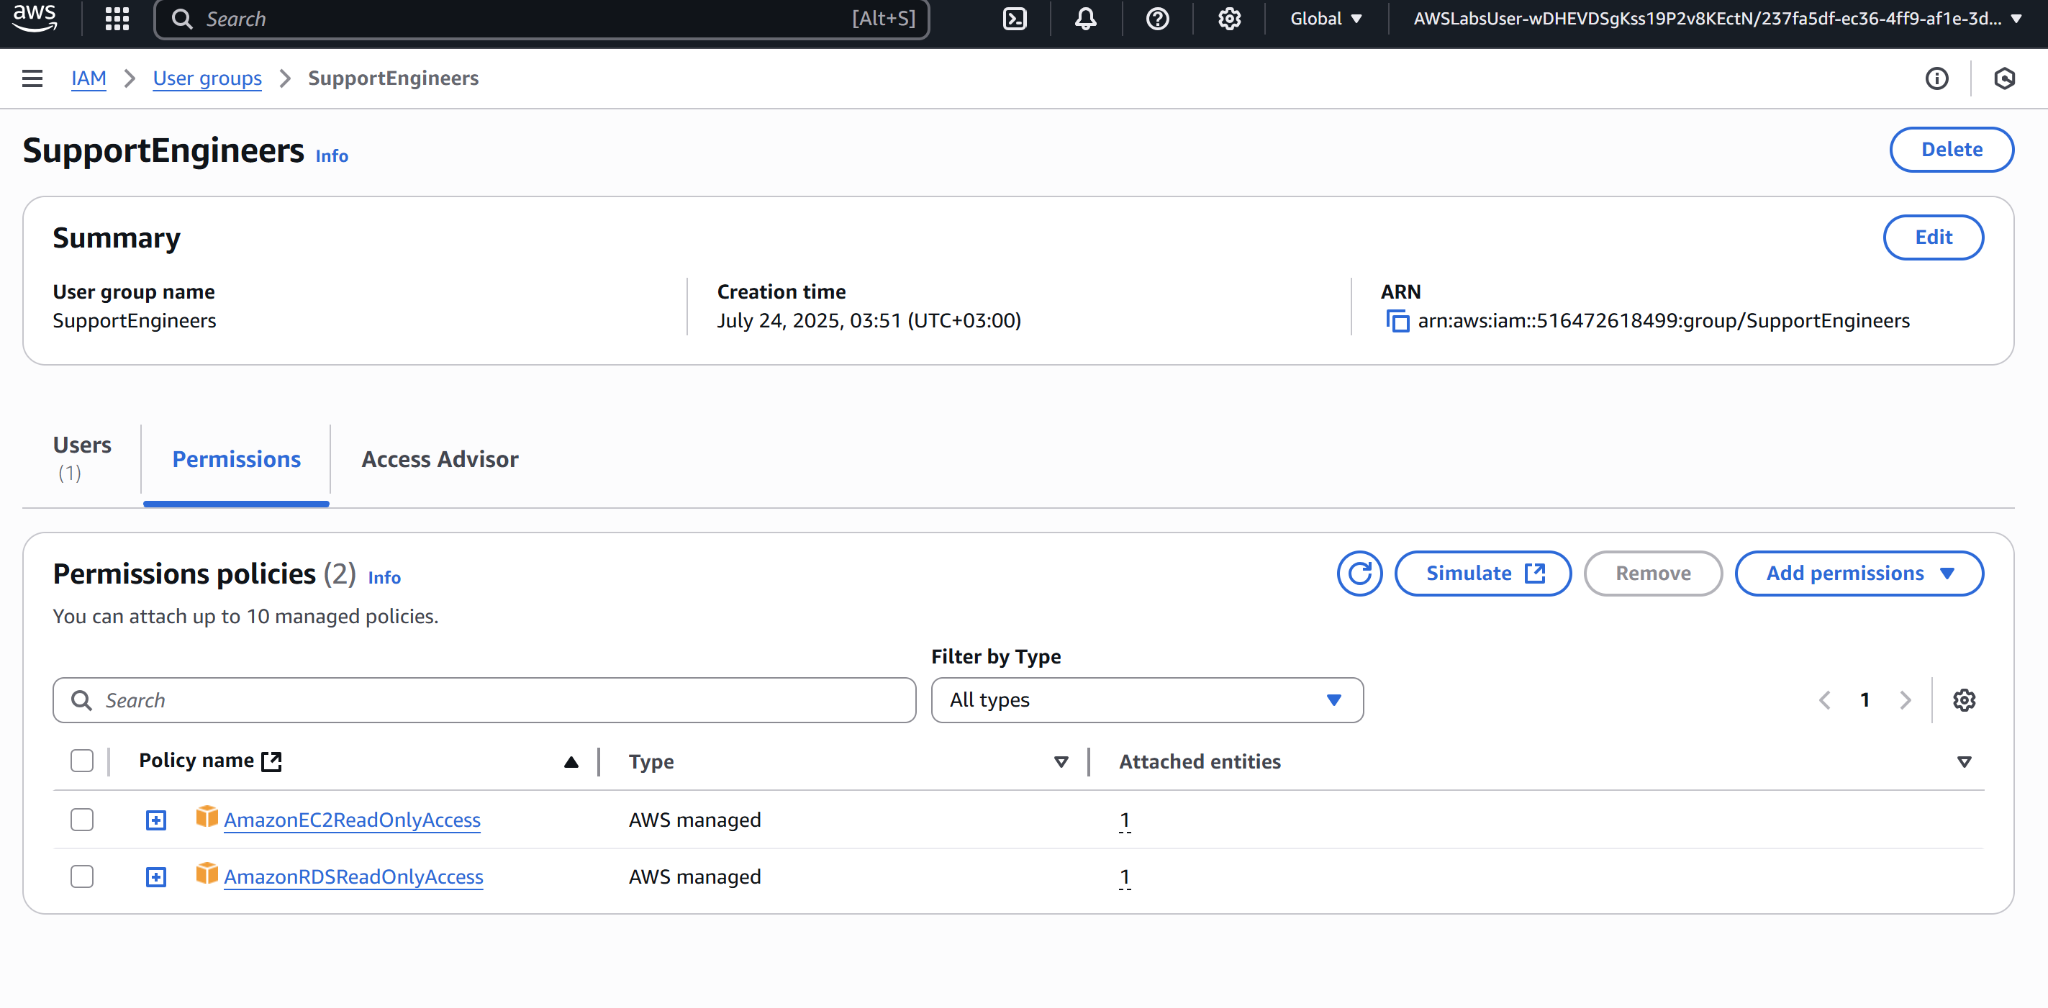 aws Search [Alt+S] Global AWSLabsUser-wDHEVDSgKss19P2v8KEctN/237fa5df-ec36-4ff9-af1e-3d...
IAM User groups SupportEngineers
SupportEngineers Info Delete
Summary Edit
User group name Creation time ARN
SupportEngineers July 24, 2025, 03:51 (UTC+03:00) arn:aws:iam::516472618499:group/SupportEngineers
Users
(1)
Permissions Access Advisor
Permissions policies (2) Info Simulate Remove Add permissions
You can attach up to 10 managed policies.
Filter by Type
Search All types 1
Policy name Type Attached entities
AmazonEC2ReadOnlyAccess AWS managed 1
AmazonRDSReadOnlyAccess AWS managed 1